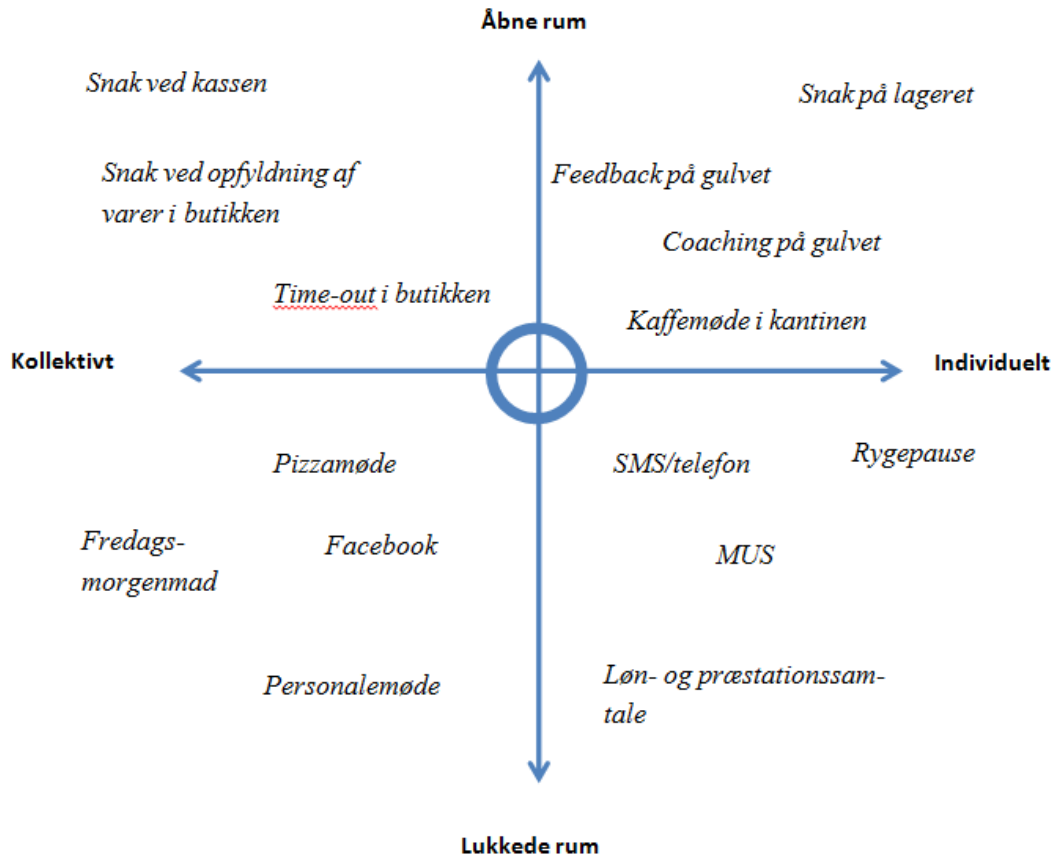 Åbne rum
Snak ved kassen
Snak på lageret
Snak ved opfyldning af
varer i butikken
Feedback på gulvet
Coaching på gulvet
Time-out i butikken
Kaffemøde i kantinen
Kollektivt
Individuelt
Pizzamøde
SMS/telefon
Rygepause
Fredags-
morgenmad
Facebook
MUS
Personalemøde
Løn- og præstationssam-
tale
Lukkede rum